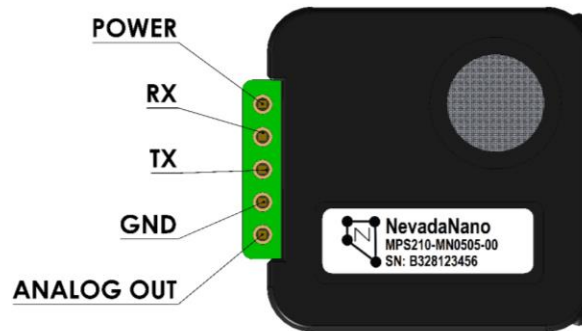 POWER
RX
TX
GND
ANALOG OUT
N
NevadaNano
MPS210-MN0505-00
SN: B328123456